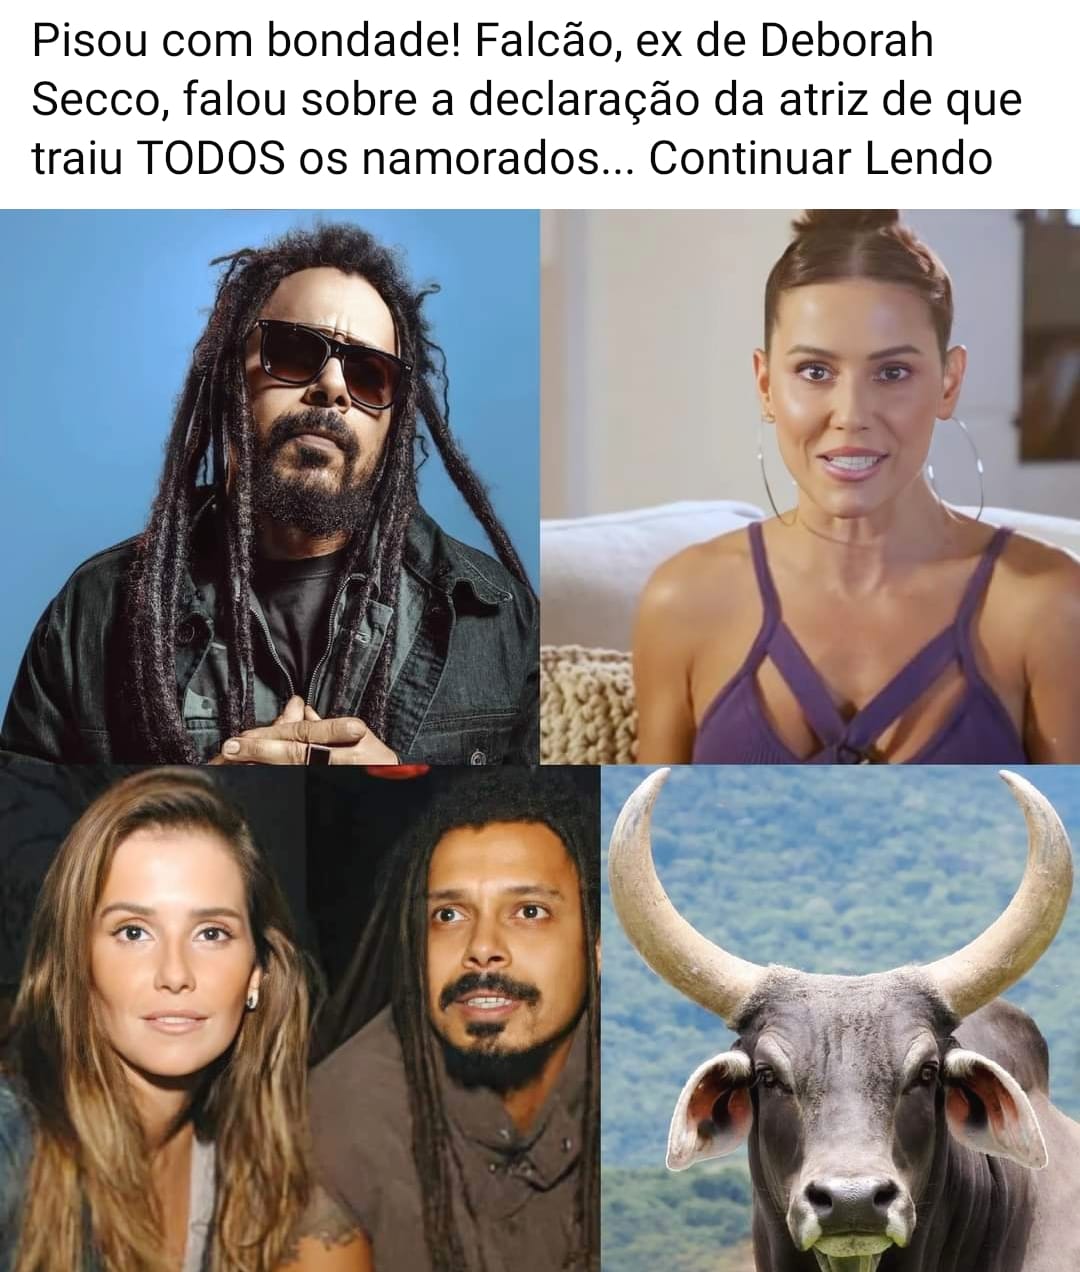 Pisou com bondade! Falcão, ex de Deborah
Secco, falou sobre a declaração da atriz de que
traiu TODOS os namorados... Continuar Lendo